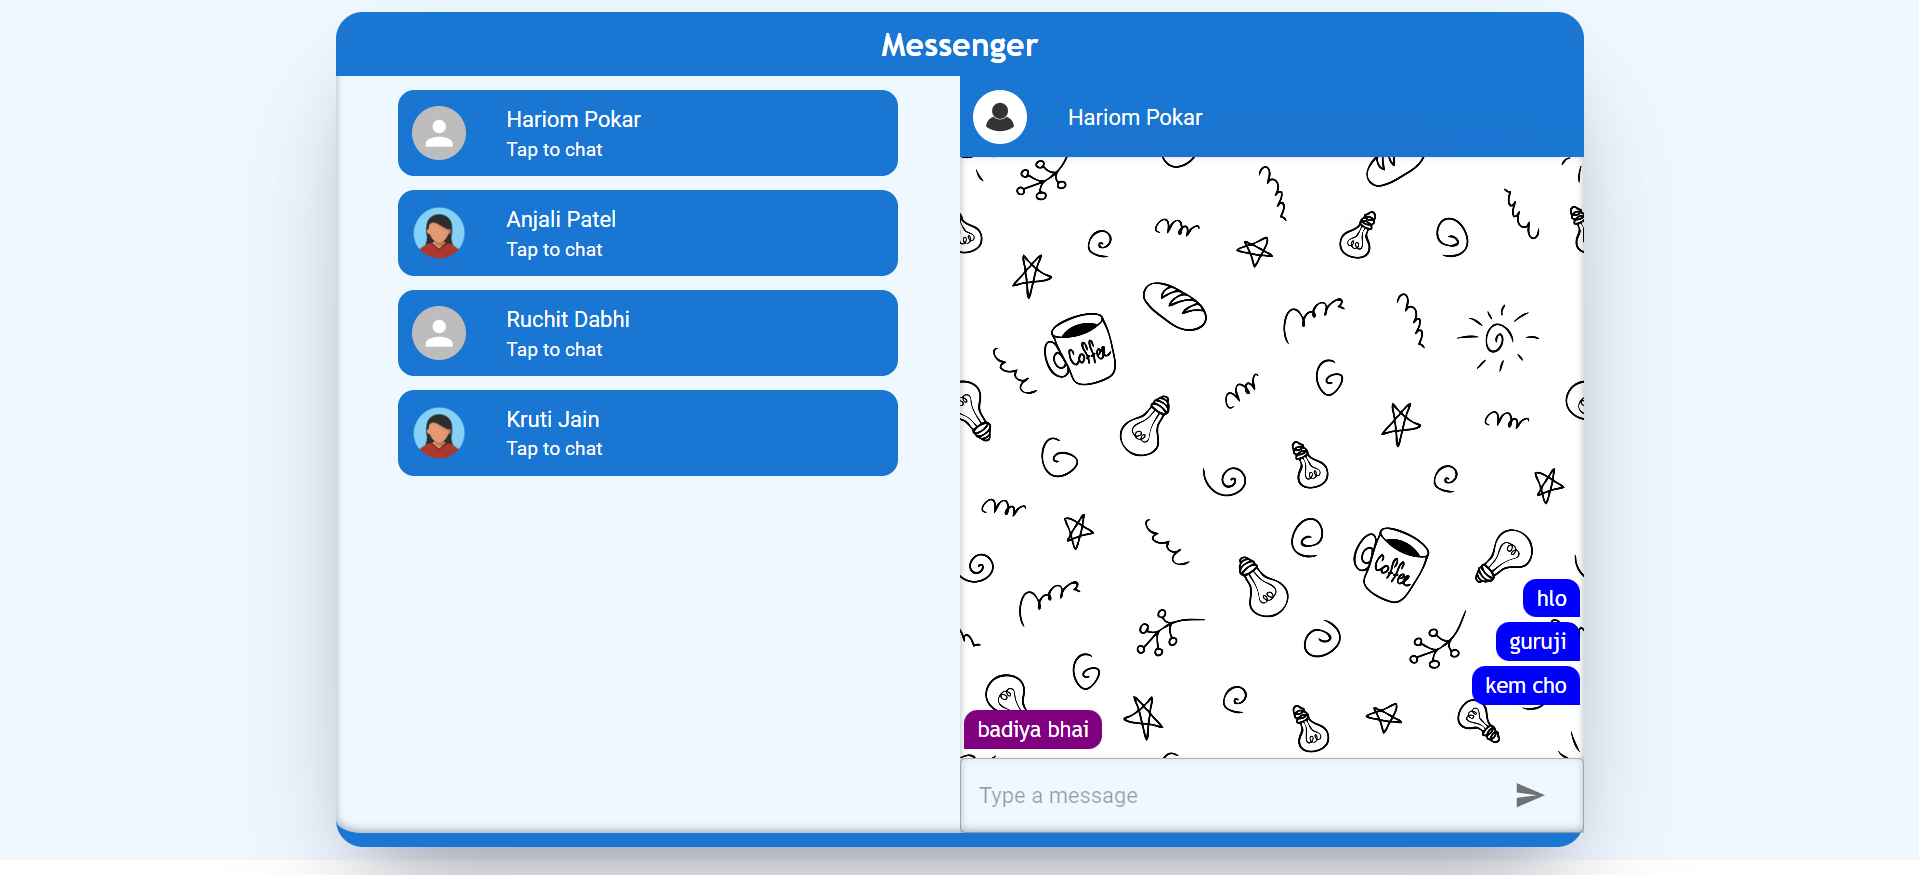 Messenger
Hariom Pokar
Tap to chat
Anjali Patel
Tap to chat
Ruchit Dabhi
Tap to chat
Kruti Jain
Tap to chat
Hariom Pokar
Coffee
Coffee
hlo
guruji
kem cho
badiya bhai
Type a message